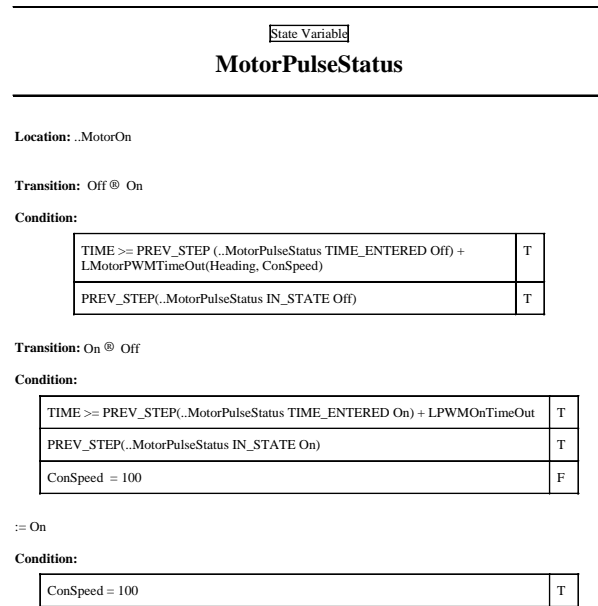 State Variable
MotorPulseStatus
Location: ..MotorOn
Transition: Off ® On
Condition:
TIME >= PREV_STEP (..MotorPulseStatus TIME_ENTERED Off) +
LMotorPWMTimeOut(Heading, ConSpeed)
T
PREV_STEP(..MotorPulseStatus IN_STATE Off)
T
Transition: On ® Off
Condition:
TIME >= PREV_STEP(..MotorPulseStatus TIME_ENTERED On) + LPWMOnTimeOut
T
PREV_STEP(..MotorPulseStatus IN_STATE On)
T
ConSpeed = 100
F
:= On
Condition:
ConSpeed = 100
T